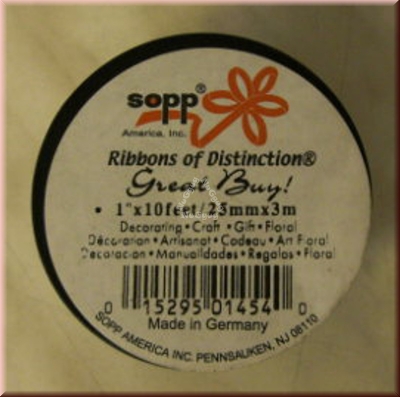 sopp®
America, Inc.
Ribbons of Distinction®
Great Buy!
• 1"x10feet/25mmx3m
Decorating • Craft • Gift • Floral
Décoration • Artisanat • Cadeau • Art Floral
Decoracion • Manualidades • Regalos • Floral
0 15295 01454 0
Made in Germany
SOPP AMERICA INC. PENNSAUKEN, NJ 08110